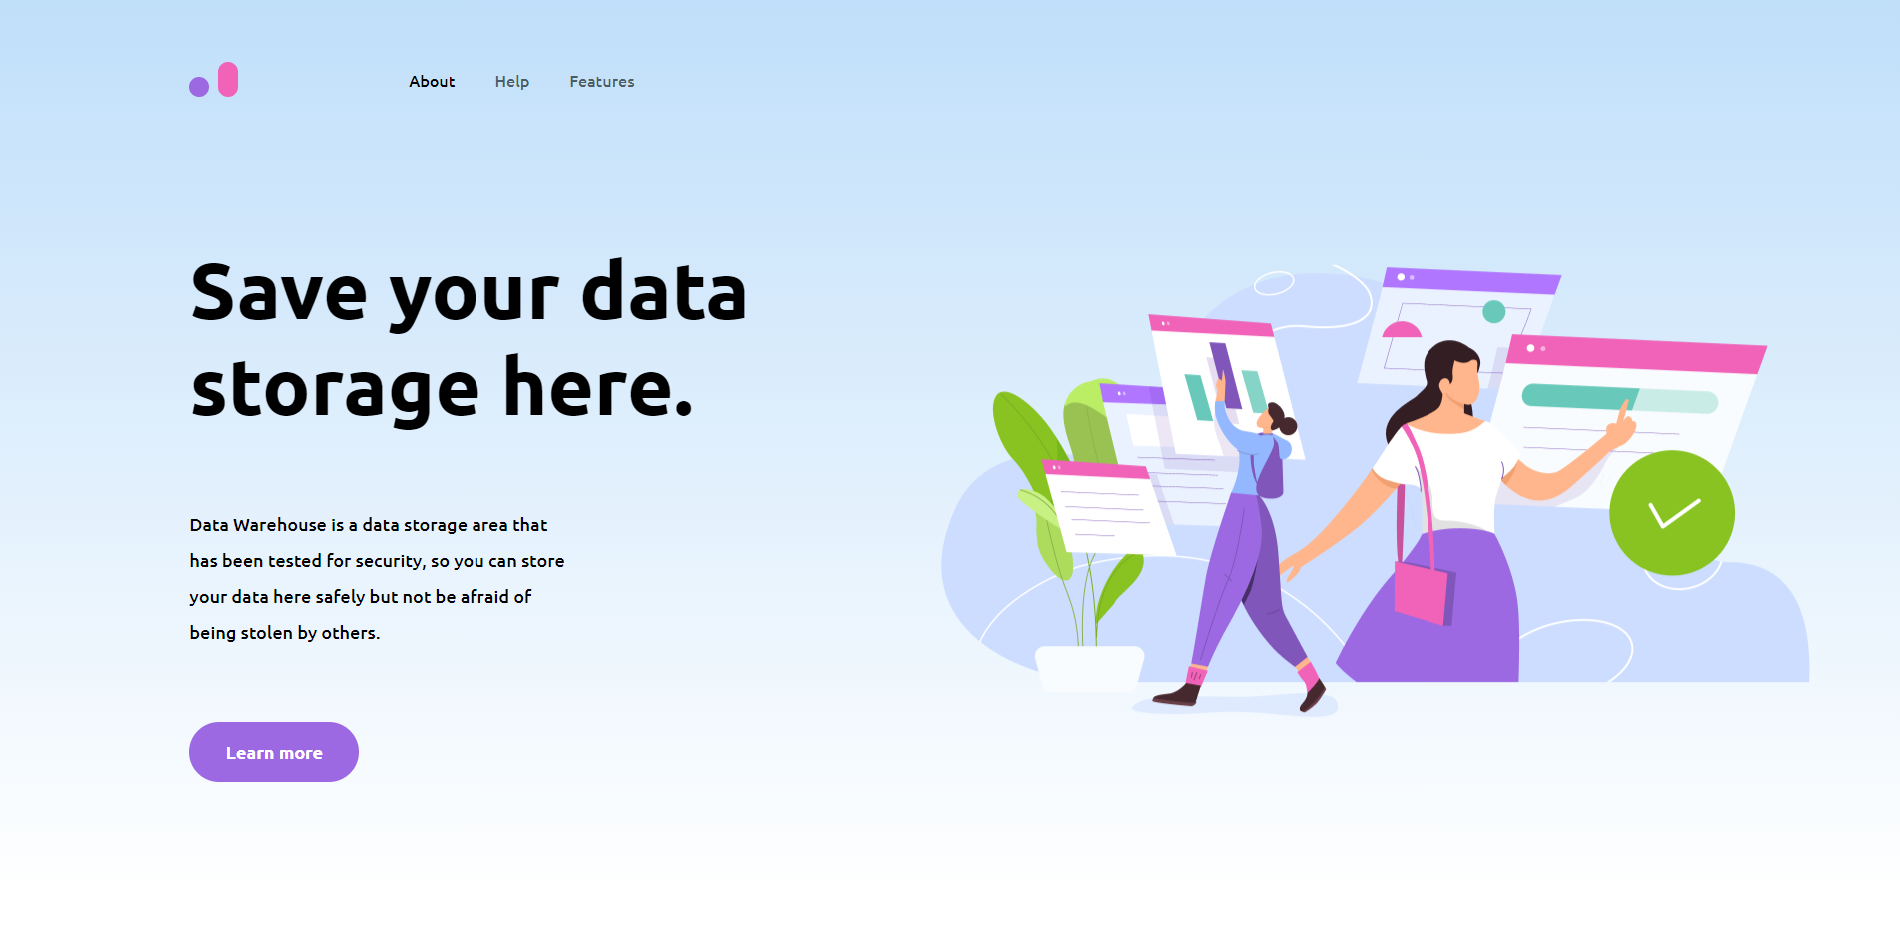 About Help Features
Save your data
storage here.
Data Warehouse is a data storage area that
has been tested for security, so you can store
your data here safely but not be afraid of
being stolen by others.
Learn more